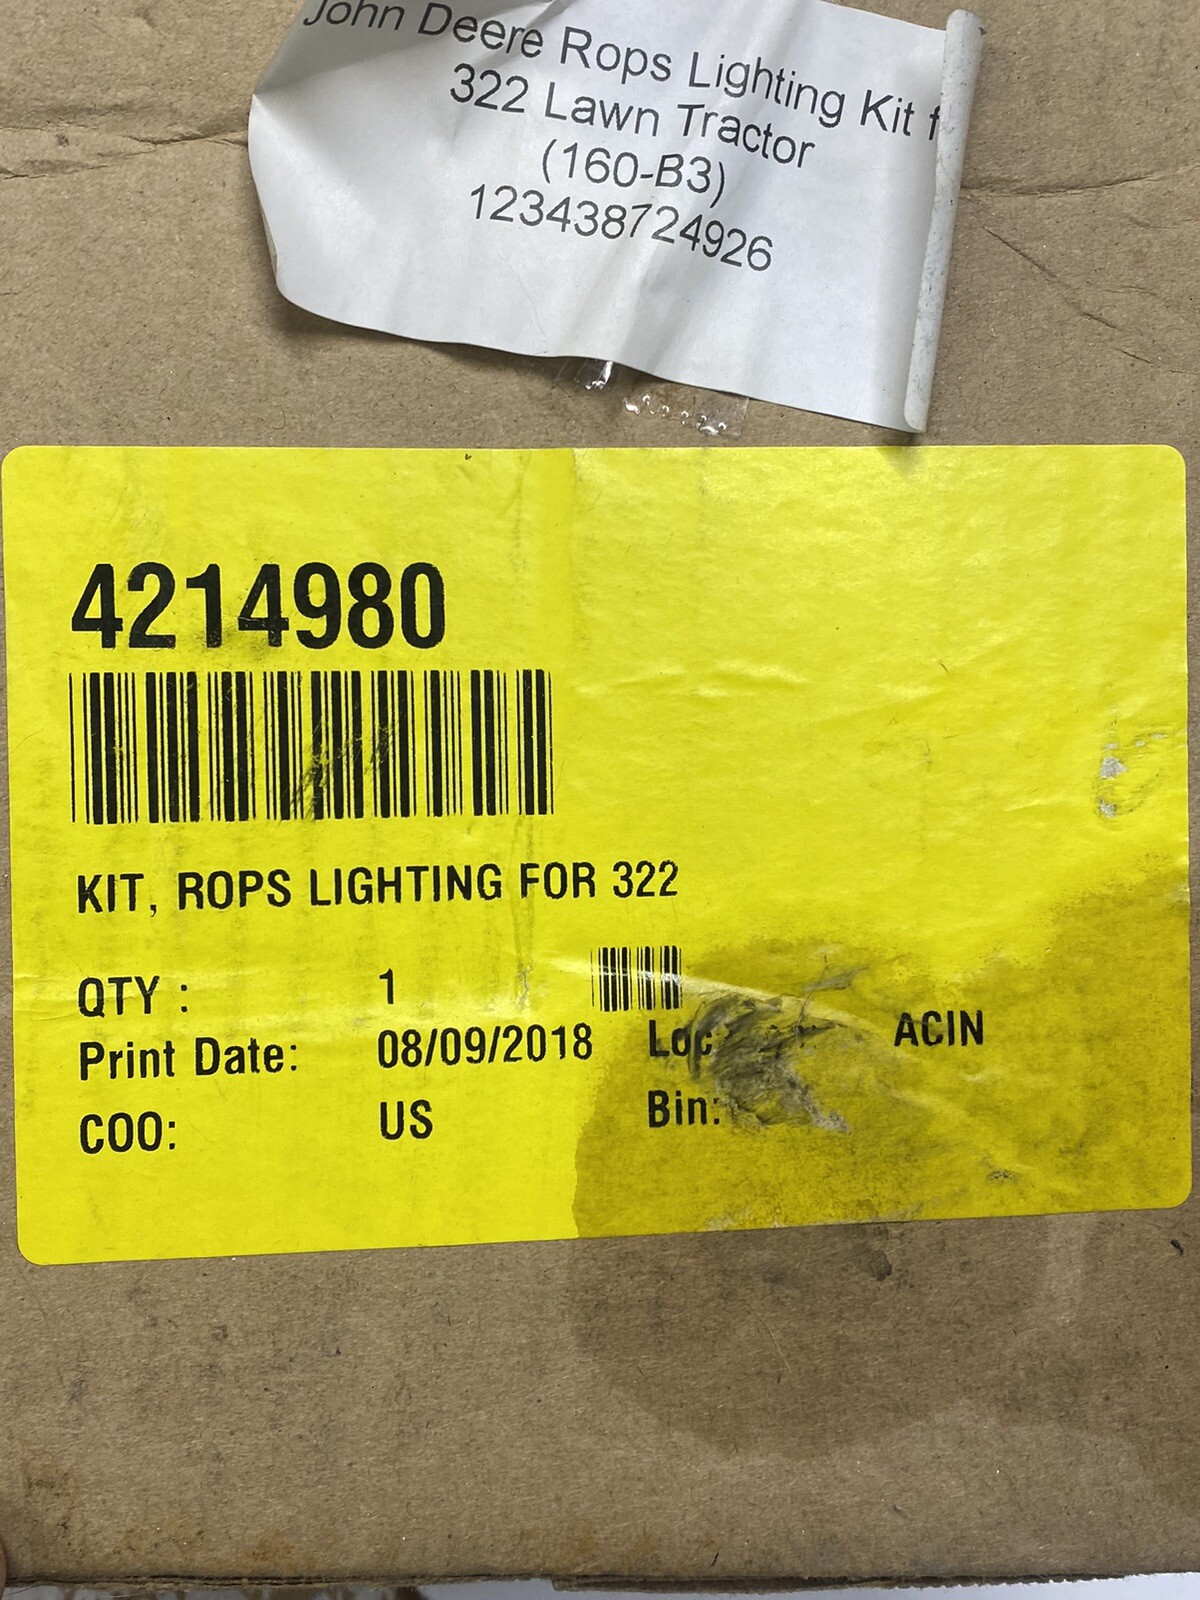 John Deere Rops Lighting Kit f
322 Lawn Tractor
(160-B3)
123438724926
4214980
KIT, ROPS LIGHTING FOR 322
QTY : 1
Print Date: 08/09/2018 Loc ACIN
COO: US Bin: